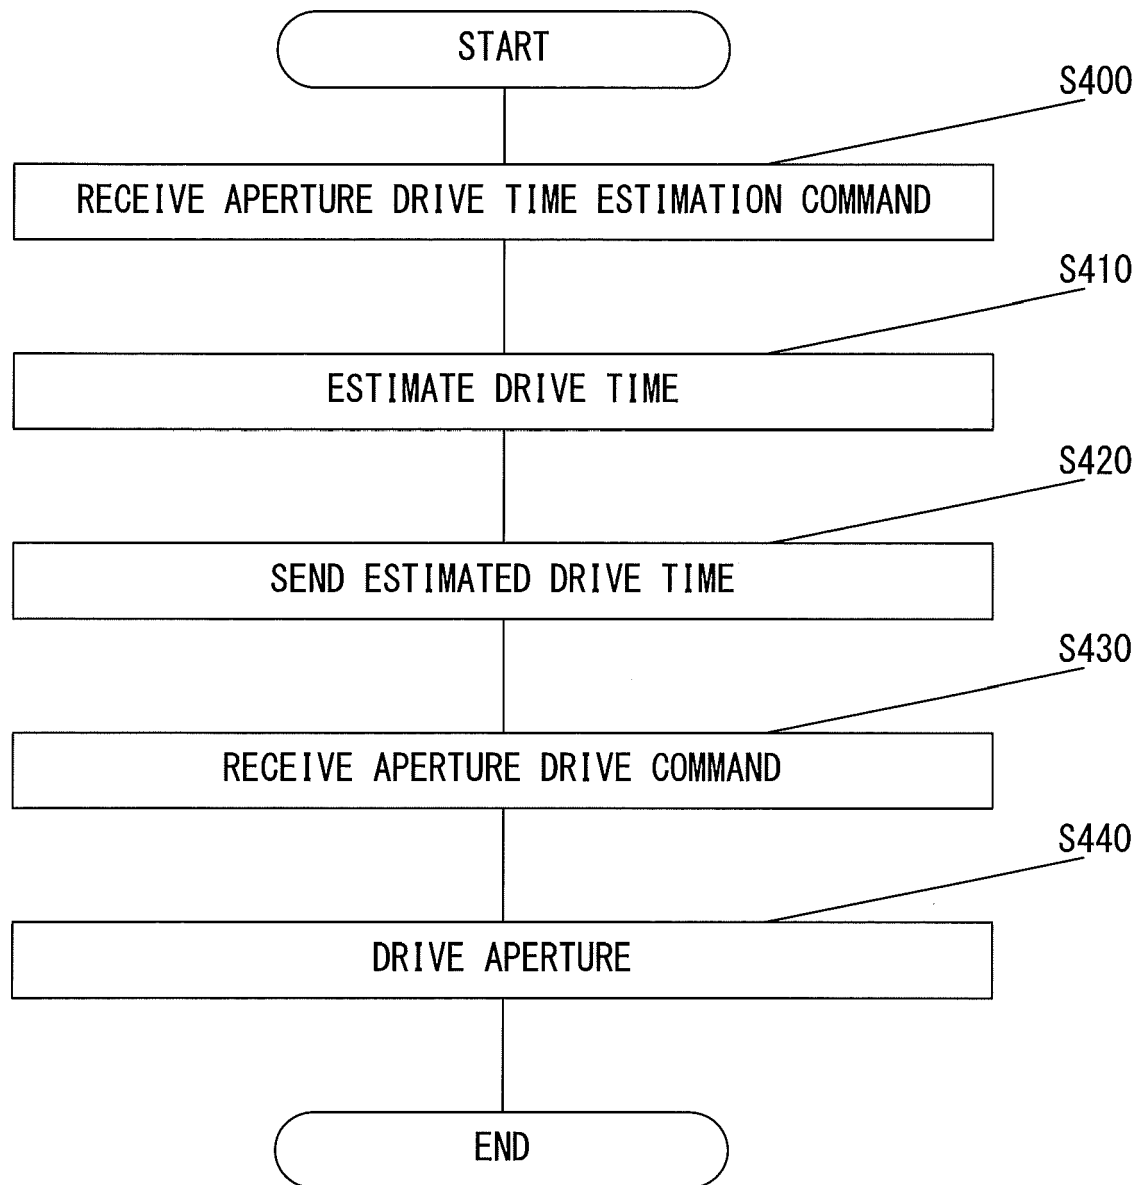 START
S400
RECEIVE APERTURE DRIVE TIME ESTIMATION COMMAND
S410
ESTIMATE DRIVE TIME
S420
SEND ESTIMATED DRIVE TIME
S430
RECEIVE APERTURE DRIVE COMMAND
S440
DRIVE APERTURE
END